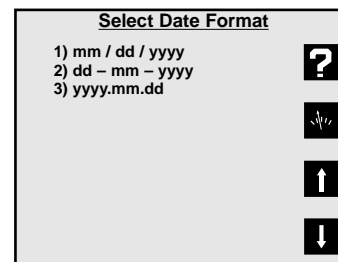 Select Date Format
1) mm / dd / yyyy
2) dd – mm – yyyy
3) yyyy.mm.dd
?